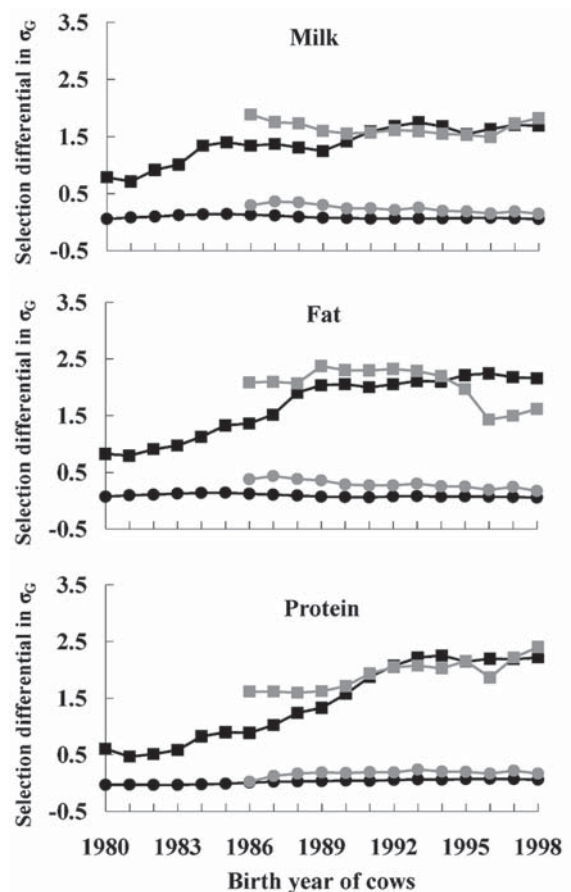 Milk
Selection differential in σG
3.5
2.5
1.5
0.5
-0.5
Fat
Selection differential in σG
3.5
2.5
1.5
0.5
-0.5
Protein
Selection differential in σG
3.5
2.5
1.5
0.5
-0.5
1980 1983 1986 1989 1992 1995 1998
Birth year of cows